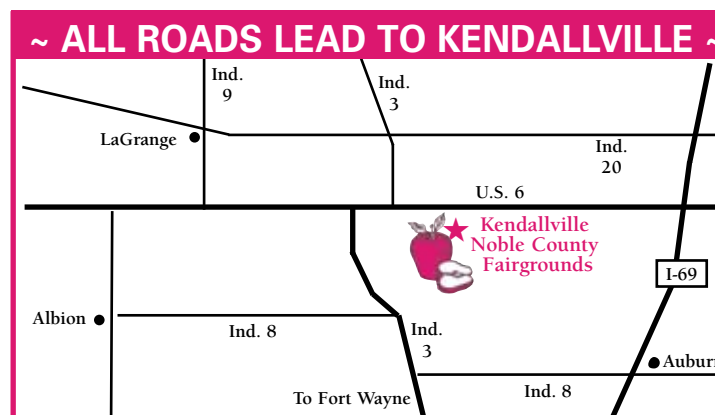 ~ ALL ROADS LEAD TO KENDALLVILLE ~
Ind.
9
Ind.
3
LaGrange
Ind.
20
U.S. 6
Kendallville
Noble County
Fairgrounds
I-69
Albion
Ind. 8
Ind.
3
Auburn
To Fort Wayne
Ind. 8